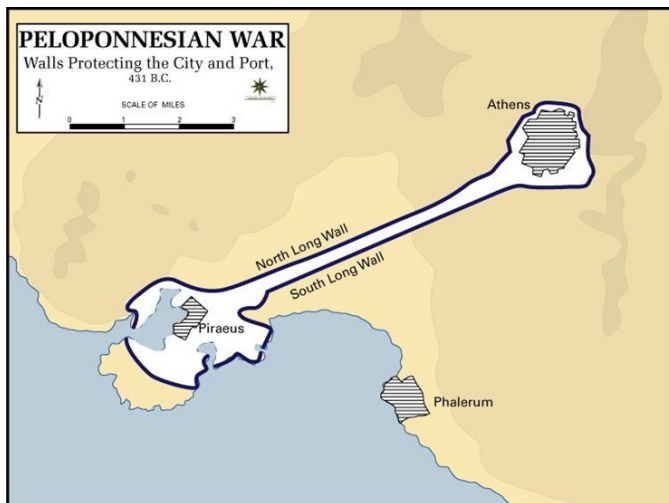 PELOPONNESIAN WAR
Walls Protecting the City and Port,
431 B.C.
N
SCALE OF MILES
0 1 2 3
Athens
North Long Wall
South Long Wall
Piraeus
Phalerum